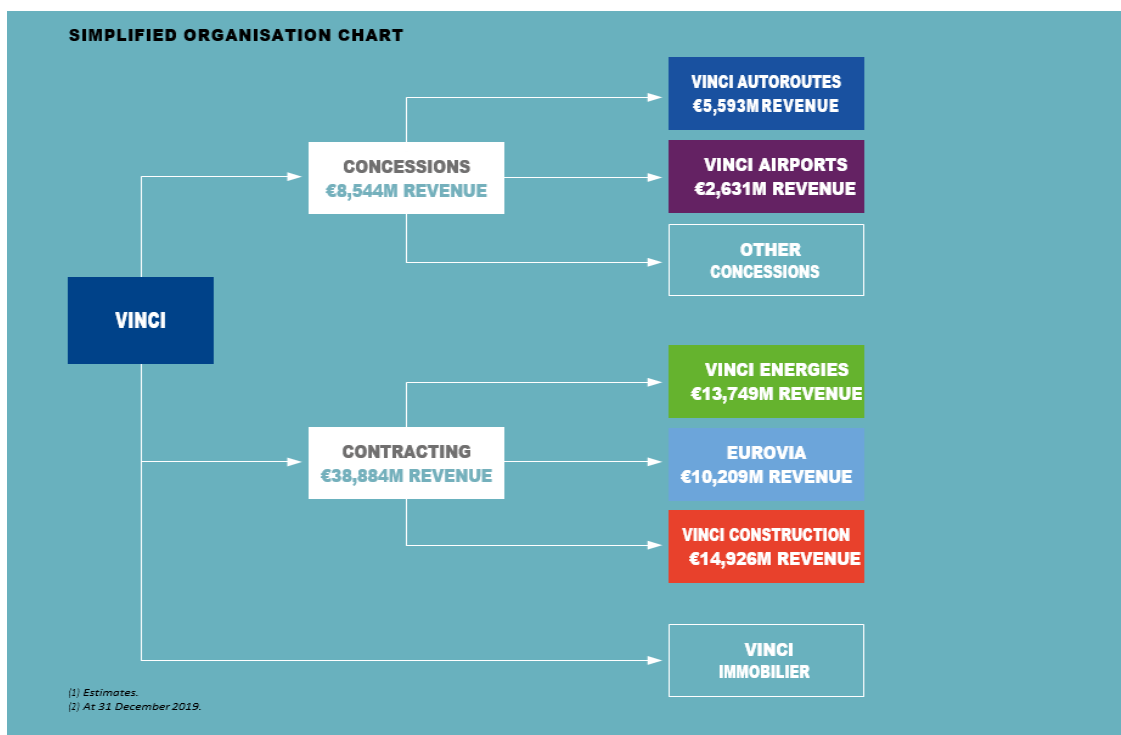 SIMPLIFIED ORGANISATION CHART
VINCI AUTOROUTES
€5,593M REVENUE
CONCESSIONS
€8,544M REVENUE
VINCI AIRPORTS
€2,631M REVENUE
OTHER
CONCESSIONS
VINCI
VINCI ENERGIES
€13,749M REVENUE
CONTRACTING
€38,884M REVENUE
EUROVIA
€10,209M REVENUE
VINCI CONSTRUCTION
€14,926M REVENUE
VINCI
IMMOBILIER
(1) Estimates.
(2) At 31 December 2019.